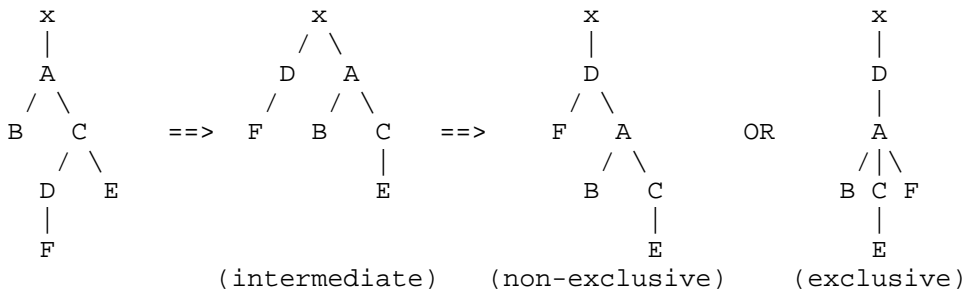 x x x x
A D A D D
B C ==> F B C ==> F A OR A
D E E B C B C F
F E E
(intermediate) (non-exclusive) (exclusive)